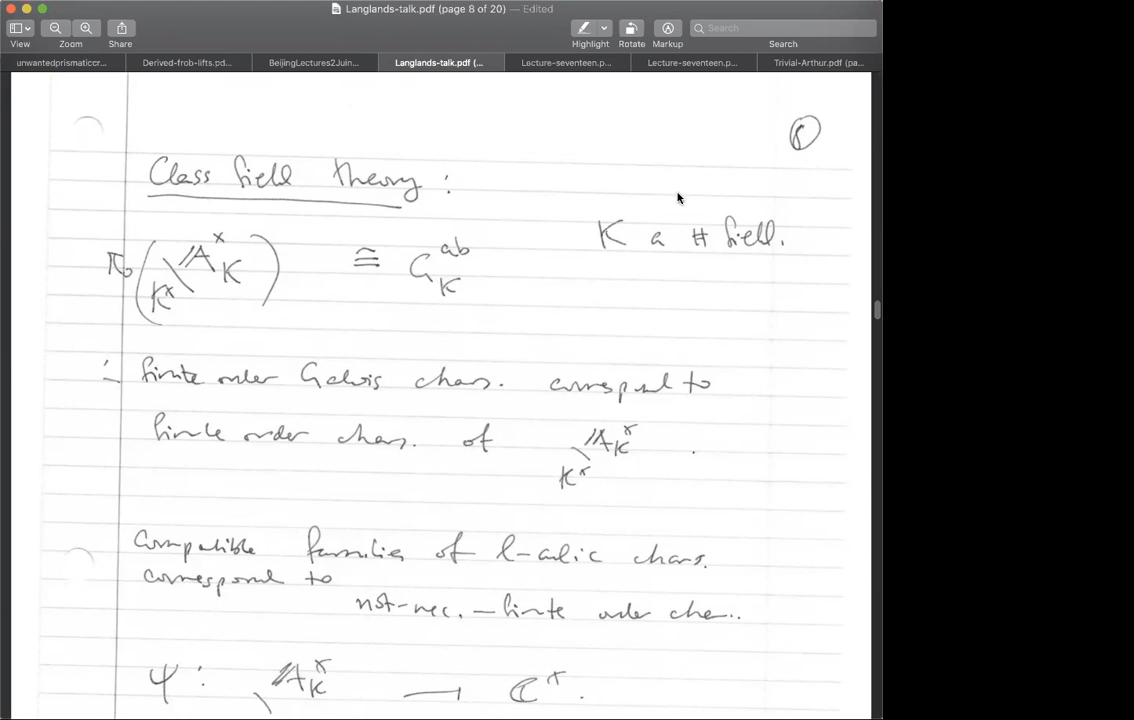 Langlands-talk.pdf (page 8 of 20) — Edited
View Zoom Share Highlight Rotate Markup Search
Search
unwantedprismaticcr... Derived-frob-lifts.pd... BeijingLectures2Juin... Langlands-talk.pdf (... Lecture-seventeen.p... Lecture-seventeen.p... Trivial-Arthur.pdf (pa...
Class field theory :
K a # field.
π₀(K^× \ 𝔸_K^×) ≅ G_K^ab
∴ finite order Galois chars. correspond to
finite order chars. of K^× \ 𝔸_K^× .
Compatible families of l-adic chars.
correspond to
not-nec.-finite order char..
ψ : \ 𝔸_K^× → ℂ^× .